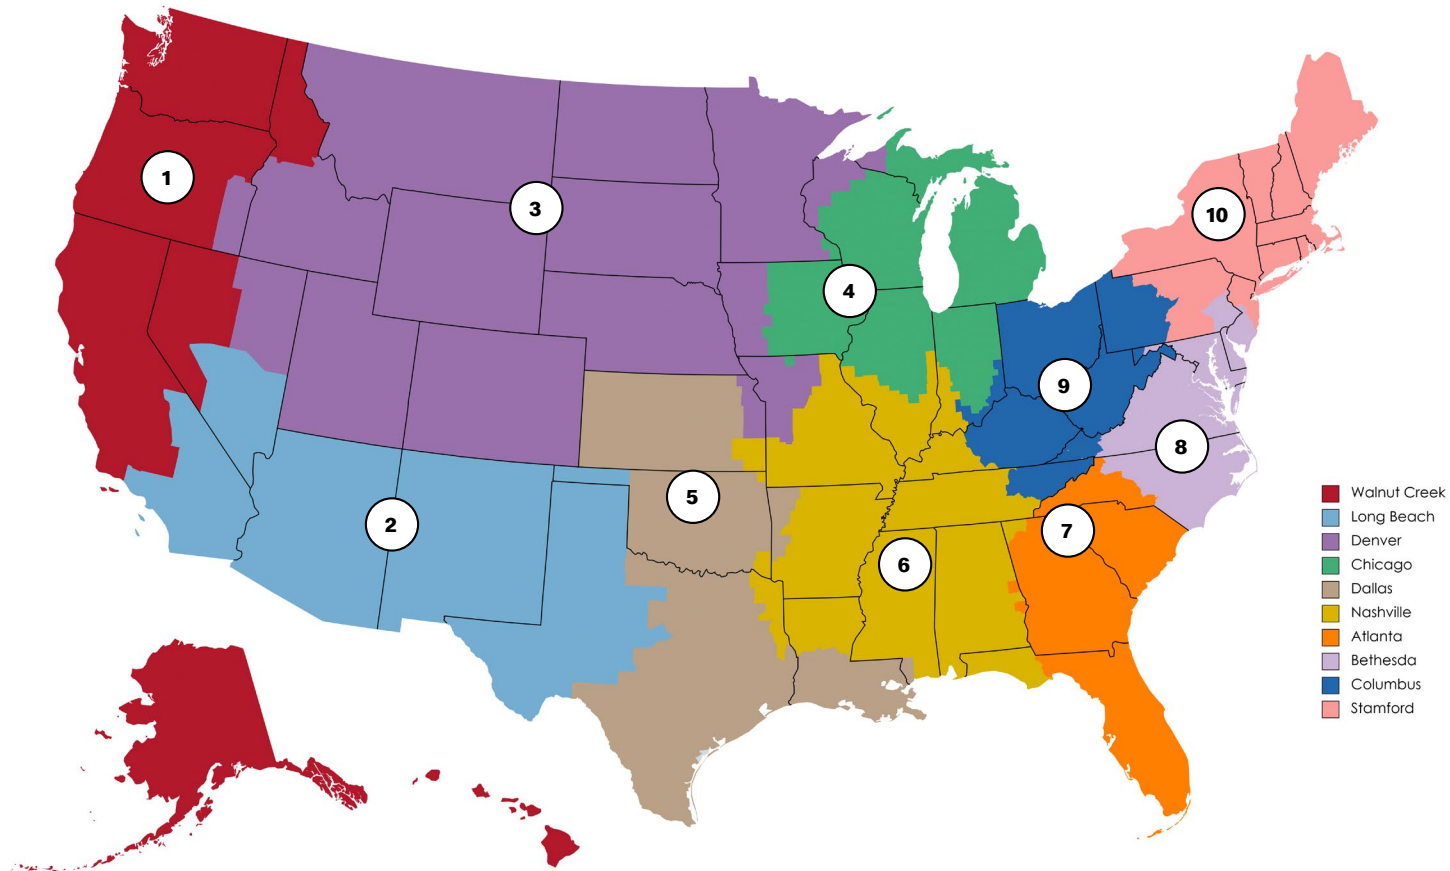 1
2
3
4
5
6
7
8
9
10
Walnut Creek
Long Beach
Denver
Chicago
Dallas
Nashville
Atlanta
Bethesda
Columbus
Stamford